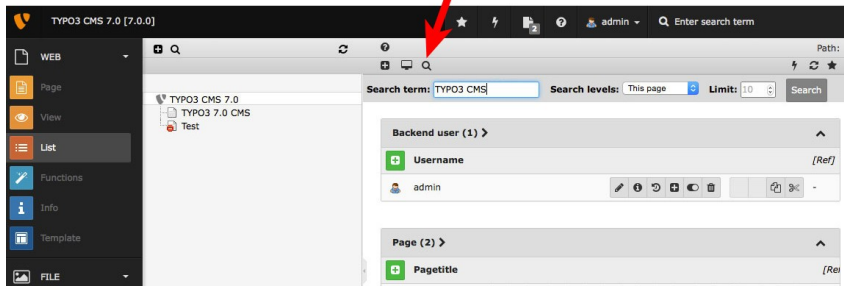 TYPO3 CMS 7.0 [7.0.0]
2
admin
Enter search term
WEB
Path:
Page
View
List
Functions
Info
Template
FILE
TYPO3 CMS 7.0
TYPO3 7.0 CMS
Test
Search term: TYPO3 CMS
Search levels: This page
Limit: 10
Search
Backend user (1)
Username
[Ref]
admin
-
Page (2)
Pagetitle